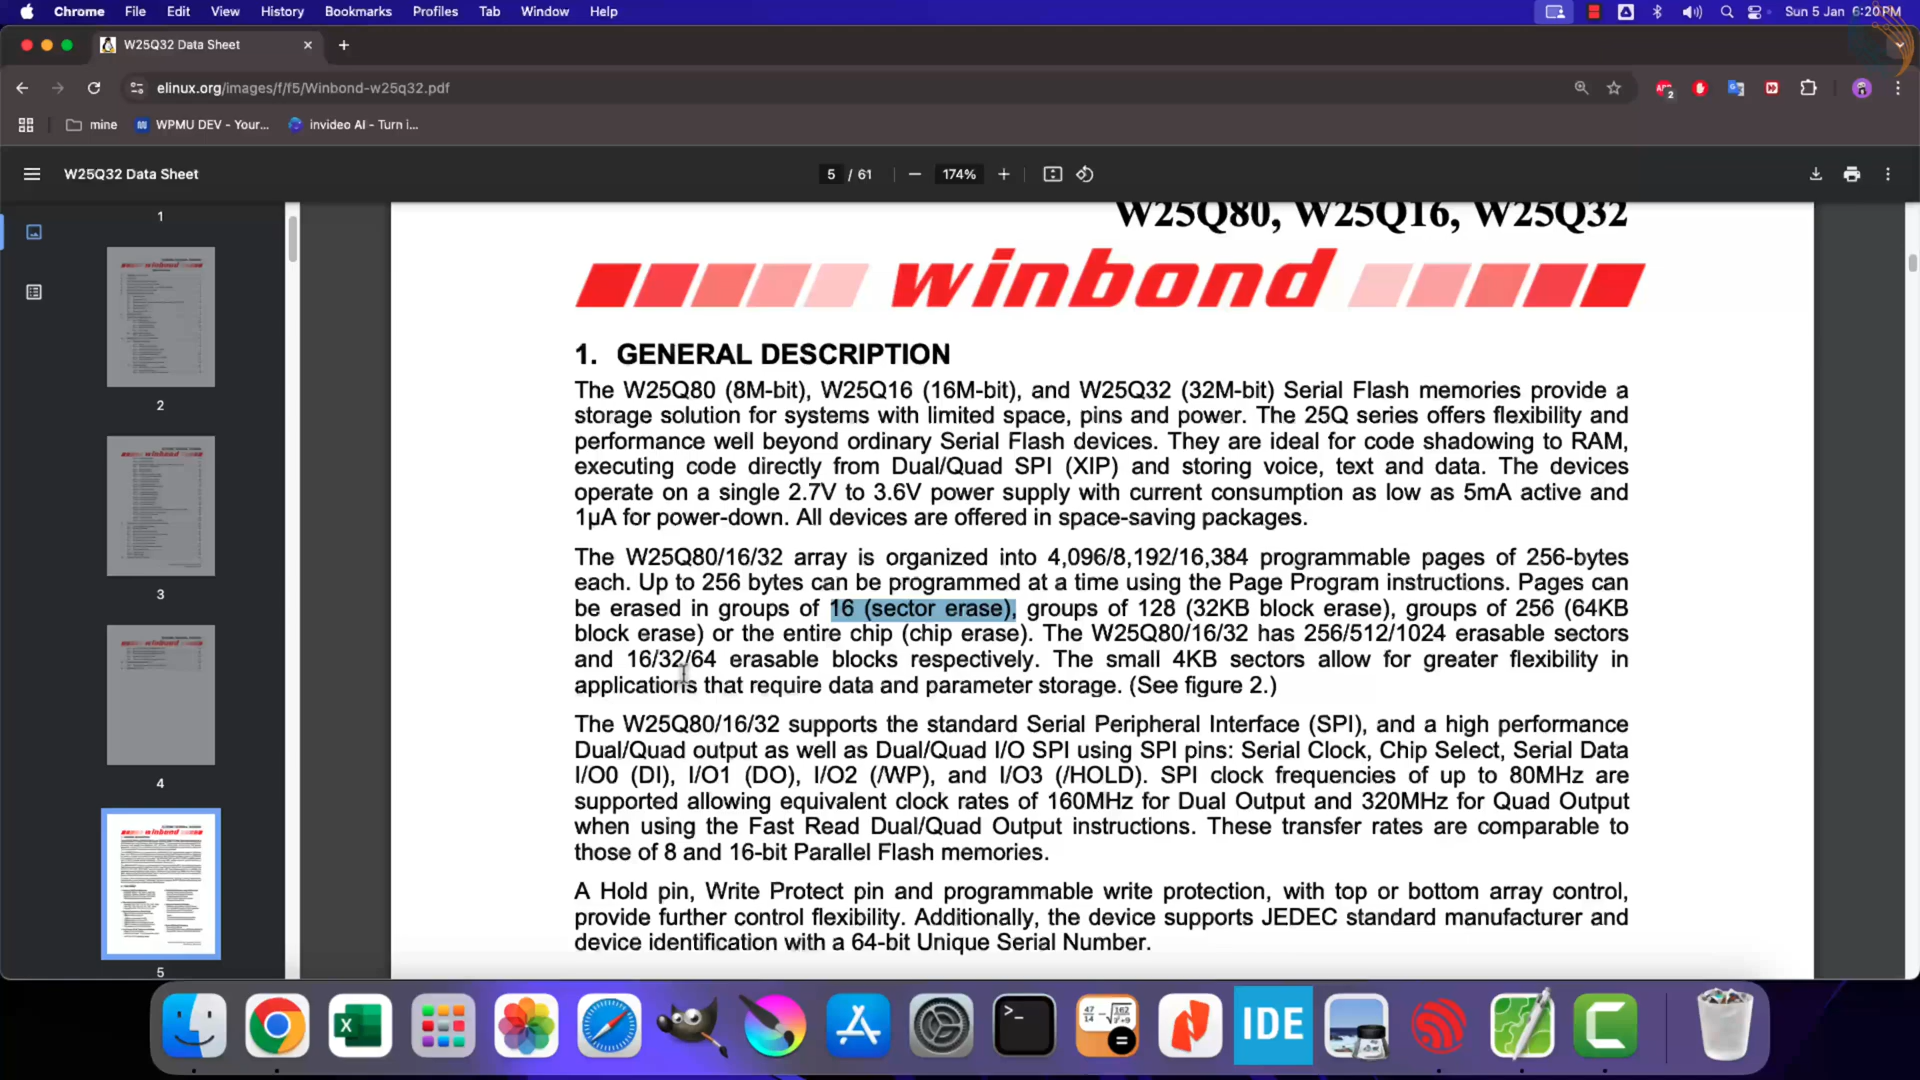 Chrome File Edit View History Bookmarks Profiles Tab Window Help
Sun 5 Jan 6:20PM
W25Q32 Data Sheet
elinux.org/images/f/f5/Winbond-w25q32.pdf
mine
WPMU DEV - Your...
invideo AI - Turn i...
W25Q32 Data Sheet
5 / 61
174%
1
2
3
4
5
W25Q80, W25Q16, W25Q32
winbond
1. GENERAL DESCRIPTION
The W25Q80 (8M-bit), W25Q16 (16M-bit), and W25Q32 (32M-bit) Serial Flash memories provide a
storage solution for systems with limited space, pins and power. The 25Q series offers flexibility and
performance well beyond ordinary Serial Flash devices. They are ideal for code shadowing to RAM,
executing code directly from Dual/Quad SPI (XIP) and storing voice, text and data. The devices
operate on a single 2.7V to 3.6V power supply with current consumption as low as 5mA active and
1µA for power-down. All devices are offered in space-saving packages.
The W25Q80/16/32 array is organized into 4,096/8,192/16,384 programmable pages of 256-bytes
each. Up to 256 bytes can be programmed at a time using the Page Program instructions. Pages can
be erased in groups of 16 (sector erase), groups of 128 (32KB block erase), groups of 256 (64KB
block erase) or the entire chip (chip erase). The W25Q80/16/32 has 256/512/1024 erasable sectors
and 16/32/64 erasable blocks respectively. The small 4KB sectors allow for greater flexibility in
applications that require data and parameter storage. (See figure 2.)
The W25Q80/16/32 supports the standard Serial Peripheral Interface (SPI), and a high performance
Dual/Quad output as well as Dual/Quad I/O SPI using SPI pins: Serial Clock, Chip Select, Serial Data
I/O0 (DI), I/O1 (DO), I/O2 (/WP), and I/O3 (/HOLD). SPI clock frequencies of up to 80MHz are
supported allowing equivalent clock rates of 160MHz for Dual Output and 320MHz for Quad Output
when using the Fast Read Dual/Quad Output instructions. These transfer rates are comparable to
those of 8 and 16-bit Parallel Flash memories.
A Hold pin, Write Protect pin and programmable write protection, with top or bottom array control,
provide further control flexibility. Additionally, the device supports JEDEC standard manufacturer and
device identification with a 64-bit Unique Serial Number.
IDE